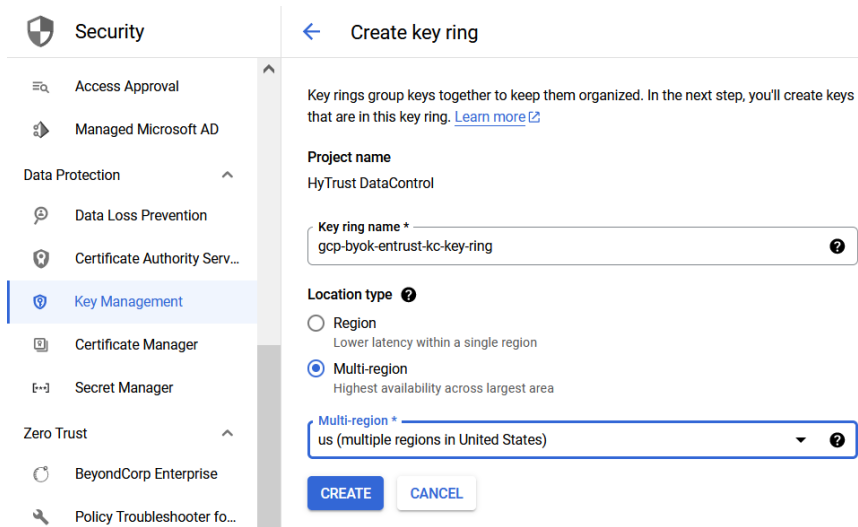 Security
Access Approval
Managed Microsoft AD
Data Protection
Data Loss Prevention
Certificate Authority Serv...
Key Management
Certificate Manager
Secret Manager
Zero Trust
BeyondCorp Enterprise
Policy Troubleshooter fo...
Create key ring
Key rings group keys together to keep them organized. In the next step, you'll create keys
that are in this key ring. Learn more
Project name
HyTrust DataControl
Key ring name *
gcp-byok-entrust-kc-key-ring
Location type
Region
Lower latency within a single region
Multi-region
Highest availability across largest area
Multi-region *
us (multiple regions in United States)
CREATE CANCEL